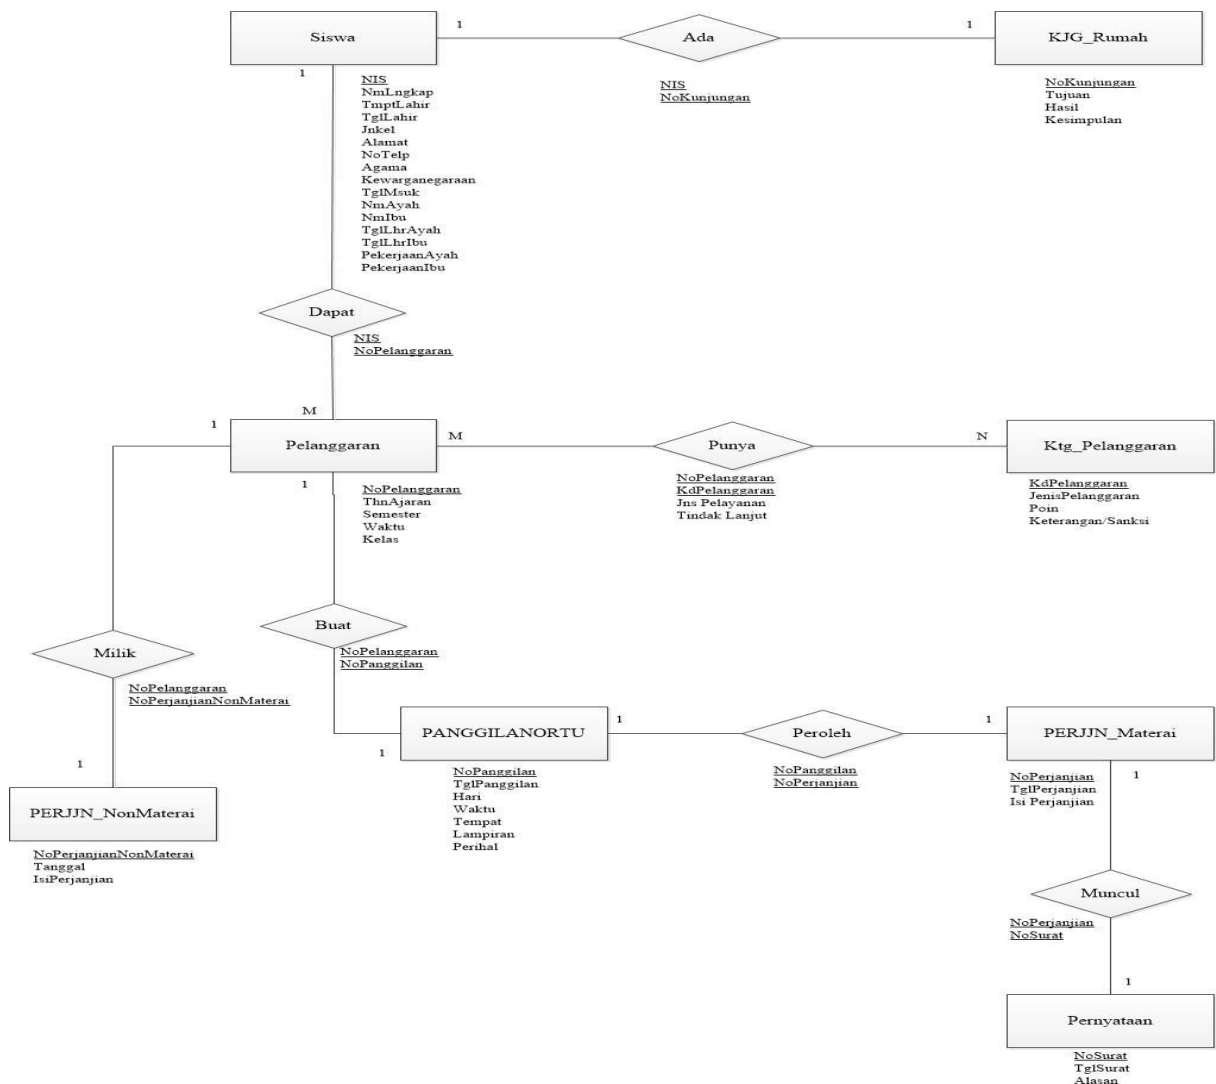 1
1
Siswa
Ada
KJG_Rumah
1
NIS
NmLngkap
TmptLahir
TglLahir
Jnkel
Alamat
NoTelp
Agama
Kewarganegaraan
TglMsuk
NmAyah
NmIbu
TglLhrAyah
TglLhrIbu
PekerjaanAyah
PekerjaanIbu
NIS
NoKunjungan
NoKunjungan
Tujuan
Hasil
Kesimpulan
Dapat
NIS
NoPelanggaran
M
1
Pelanggaran
M
Punya
N
Ktg_Pelanggaran
1
NoPelanggaran
ThnAjaran
Semester
Waktu
Kelas
NoPelanggaran
KdPelanggaran
Jns Pelayanan
Tindak Lanjut
KdPelanggaran
JenisPelanggaran
Poin
Keterangan/Sanksi
Buat
NoPelanggaran
NoPanggilan
Milik
NoPelanggaran
NoPerjanjianNonMaterai
1
1
PANGGILANORTU
1
Peroleh
1
PERJJN_Materai
NoPanggilan
TglPanggilan
Hari
Waktu
Tempat
Lampiran
Perihal
NoPanggilan
NoPerjanjian
NoPerjanjian
TglPerjanjian
Isi Perjanjian
1
PERJJN_NonMaterai
NoPerjanjianNonMaterai
Tanggal
IsiPerjanjian
Muncul
NoPerjanjian
NoSurat
1
Pernyataan
NoSurat
TglSurat
Alasan